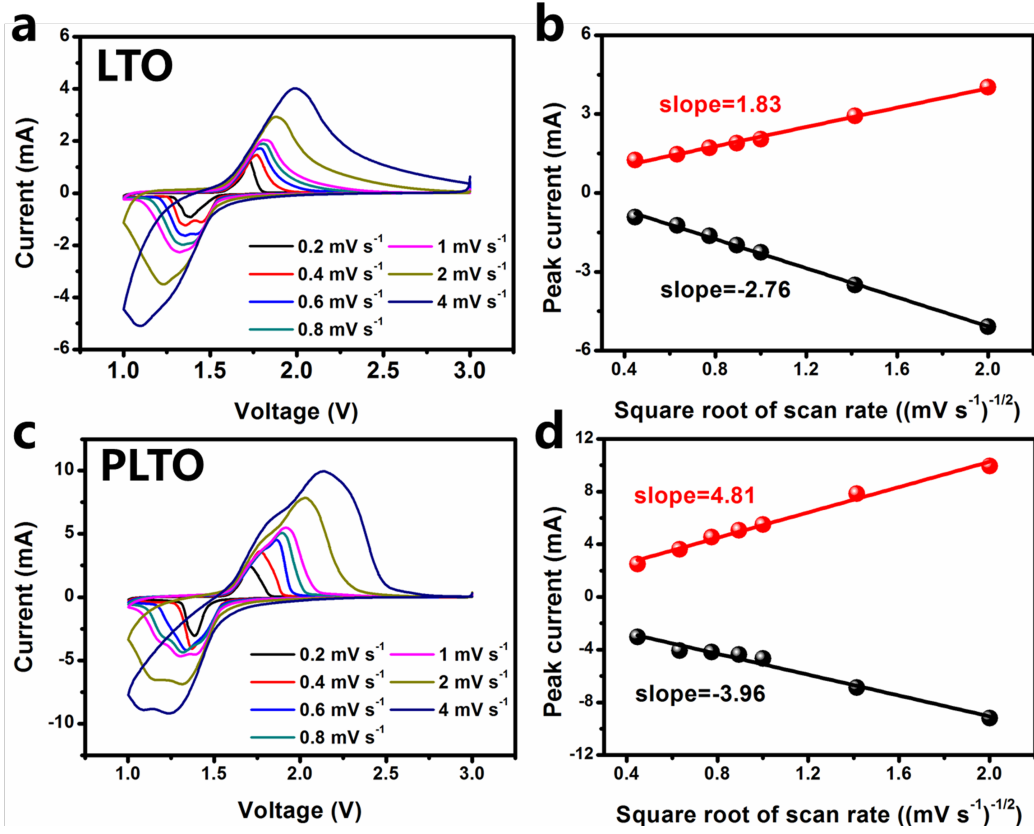 a
LTO
Current (mA)
6
4
2
0
-2
-4
-6
1.0 1.5 2.0 2.5 3.0
Voltage (V)
0.2 mV s⁻¹ 1 mV s⁻¹
0.4 mV s⁻¹ 2 mV s⁻¹
0.6 mV s⁻¹ 4 mV s⁻¹
0.8 mV s⁻¹
b
Peak current (mA)
6
3
0
-3
-6
slope=1.83
slope=-2.76
0.4 0.8 1.2 1.6 2.0
Square root of scan rate ((mV s⁻¹)⁻¹/²)
c
PLTO
Current (mA)
10
5
0
-5
-10
1.0 1.5 2.0 2.5 3.0
Voltage (V)
0.2 mV s⁻¹ 1 mV s⁻¹
0.4 mV s⁻¹ 2 mV s⁻¹
0.6 mV s⁻¹ 4 mV s⁻¹
0.8 mV s⁻¹
d
Peak current (mA)
12
8
4
0
-4
-8
-12
slope=4.81
slope=-3.96
0.4 0.8 1.2 1.6 2.0
Square root of scan rate ((mV s⁻¹)⁻¹/²)